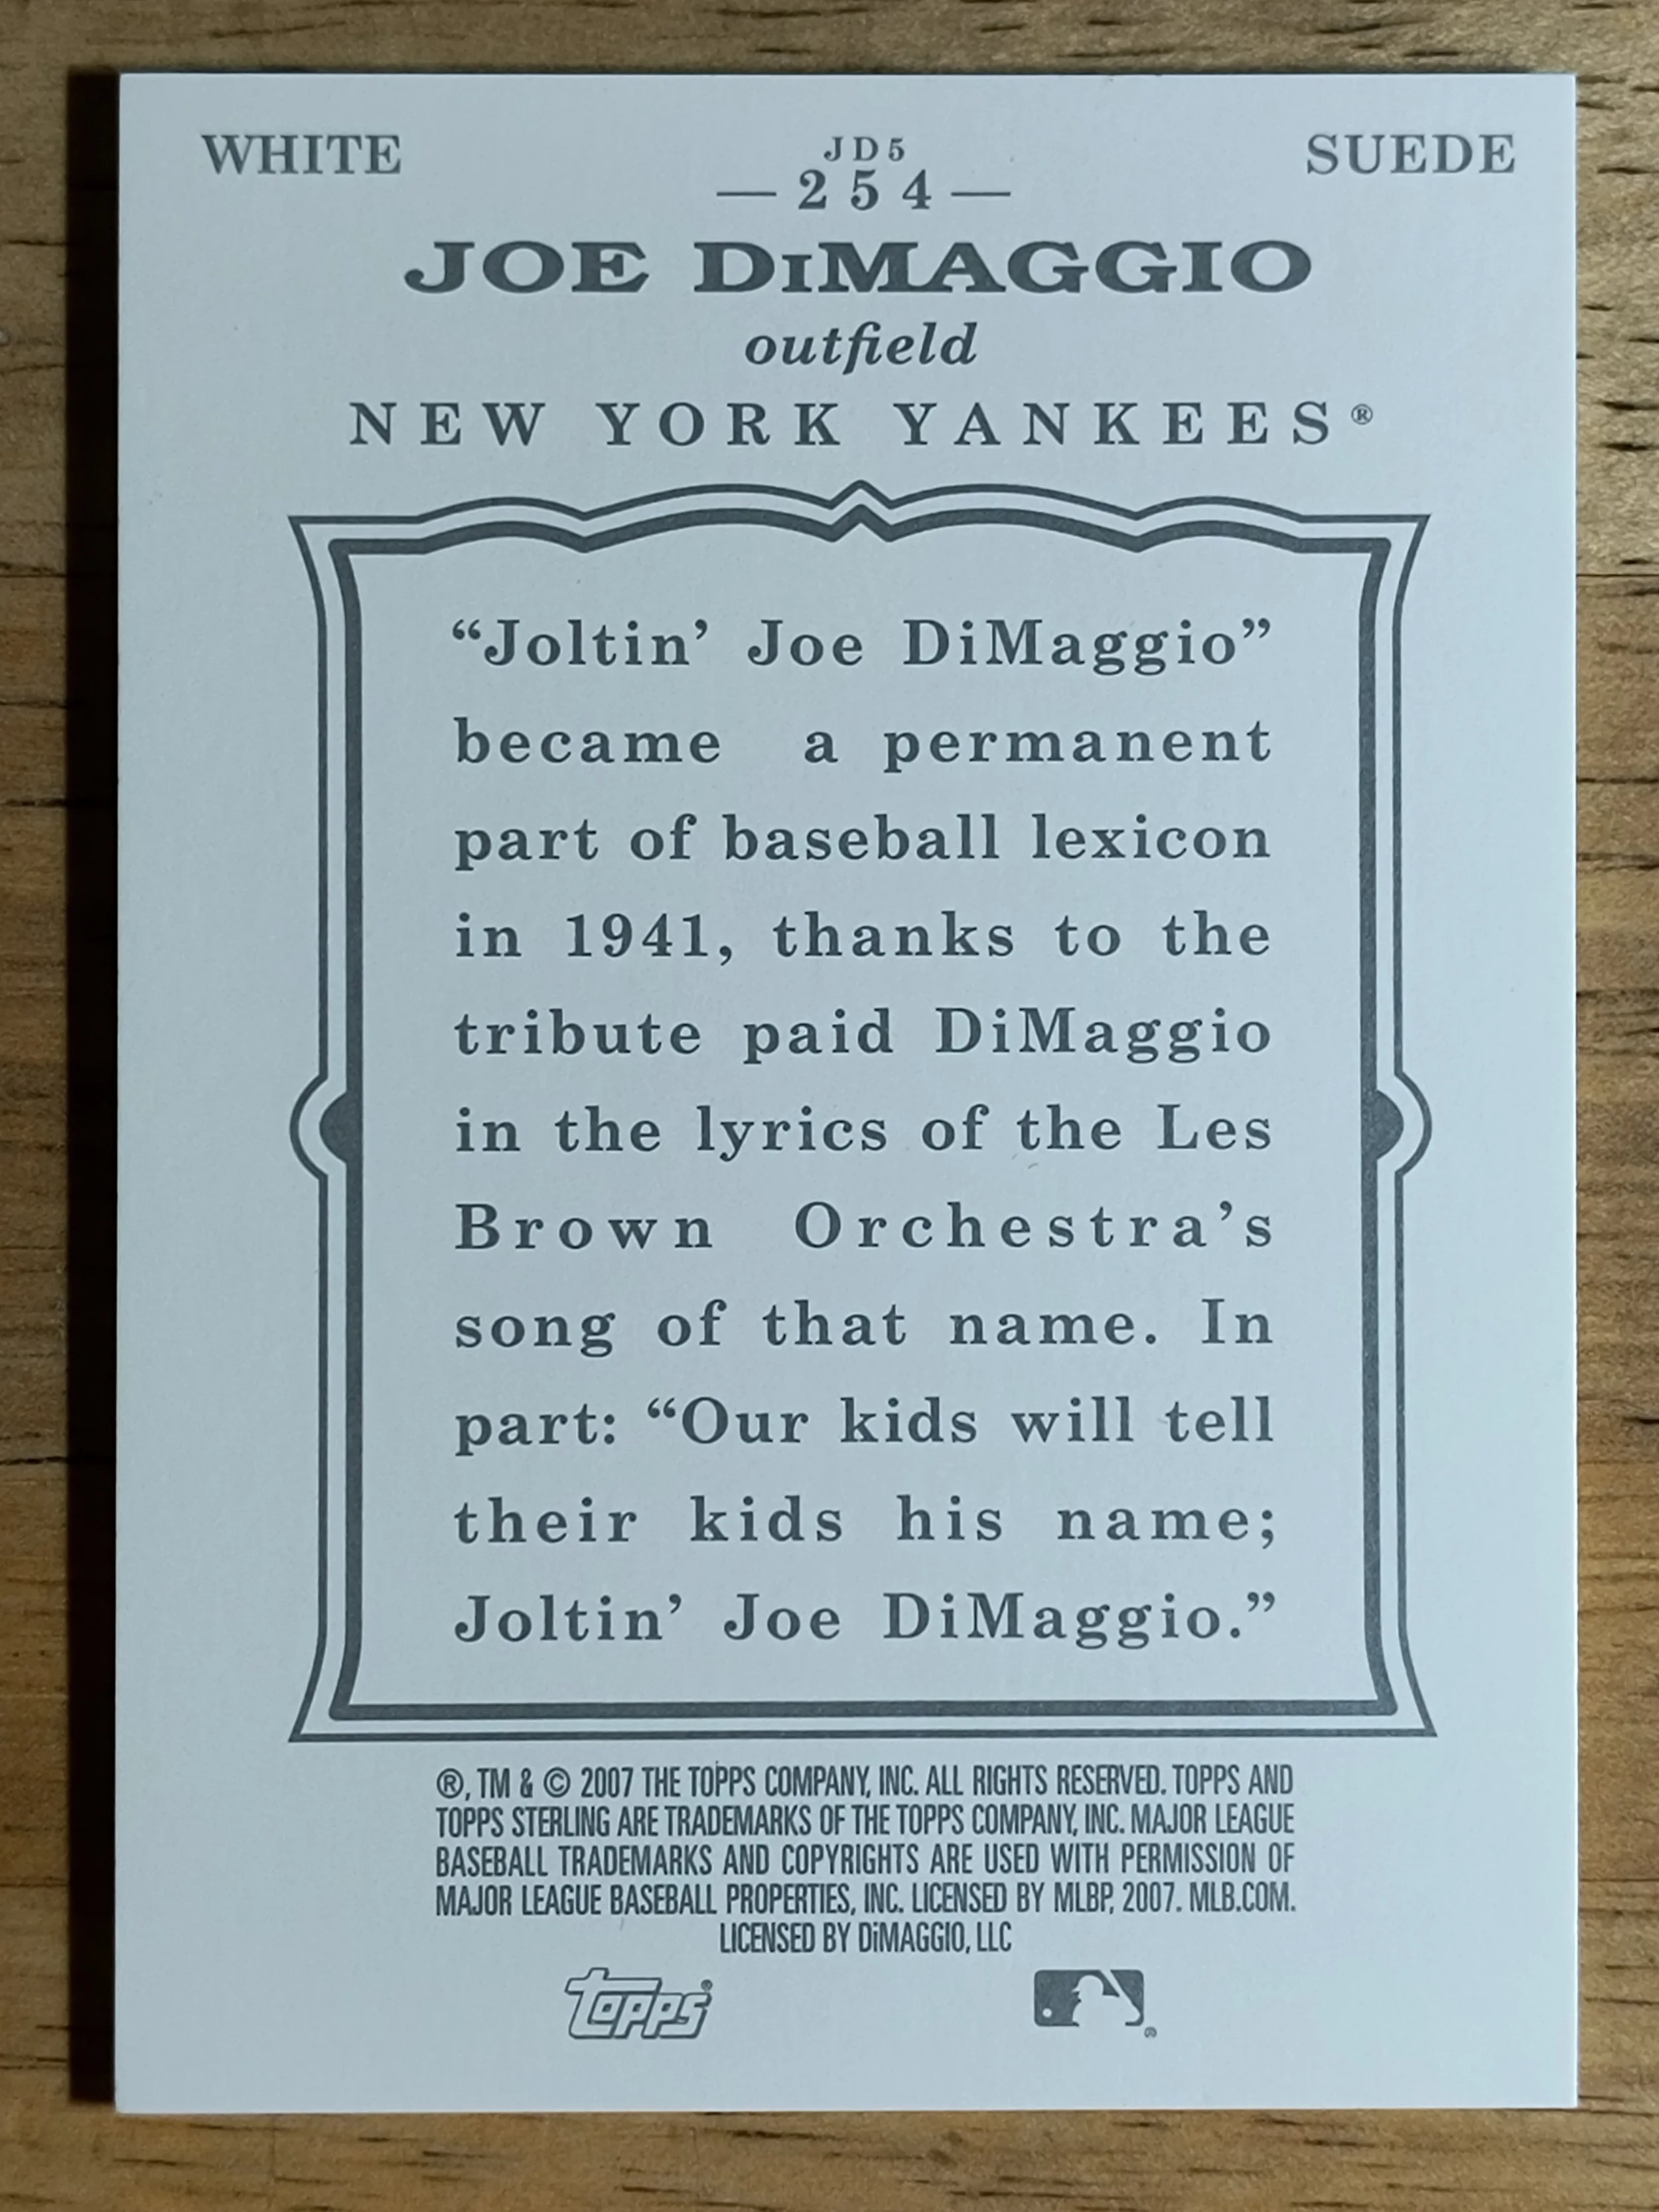 WHITE JD5 SUEDE
— 254 —
JOE DiMAGGIO
outfield
NEW YORK YANKEES®
“Joltin’ Joe DiMaggio”
became a permanent
part of baseball lexicon
in 1941, thanks to the
tribute paid DiMaggio
in the lyrics of the Les
Brown Orchestra’s
song of that name. In
part: “Our kids will tell
their kids his name;
Joltin’ Joe DiMaggio.”
®, TM & © 2007 THE TOPPS COMPANY, INC. ALL RIGHTS RESERVED. TOPPS AND
TOPPS STERLING ARE TRADEMARKS OF THE TOPPS COMPANY, INC. MAJOR LEAGUE
BASEBALL TRADEMARKS AND COPYRIGHTS ARE USED WITH PERMISSION OF
MAJOR LEAGUE BASEBALL PROPERTIES, INC. LICENSED BY MLBP, 2007. MLB.COM.
LICENSED BY DiMAGGIO, LLC
Topps® ®